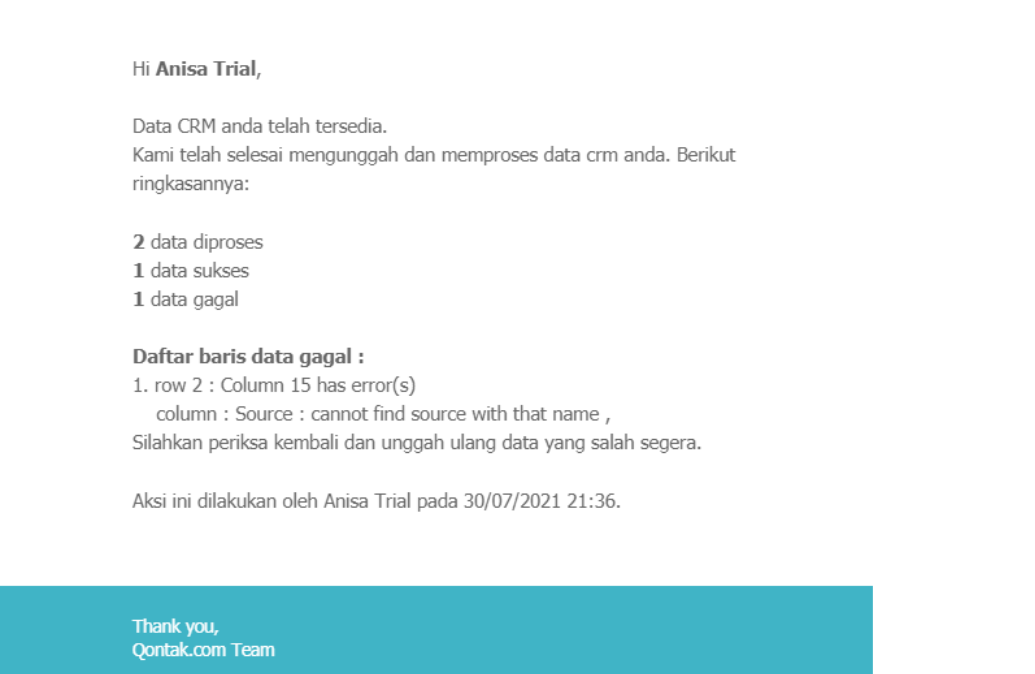 Hi Anisa Trial,
Data CRM anda telah tersedia.
Kami telah selesai mengunggah dan memproses data crm anda. Berikut
ringkasannya:
2 data diproses
1 data sukses
1 data gagal
Daftar baris data gagal :
1. row 2 : Column 15 has error(s)
column : Source : cannot find source with that name ,
Silahkan periksa kembali dan unggah ulang data yang salah segera.
Aksi ini dilakukan oleh Anisa Trial pada 30/07/2021 21:36.
Thank you,
Qontak.com Team